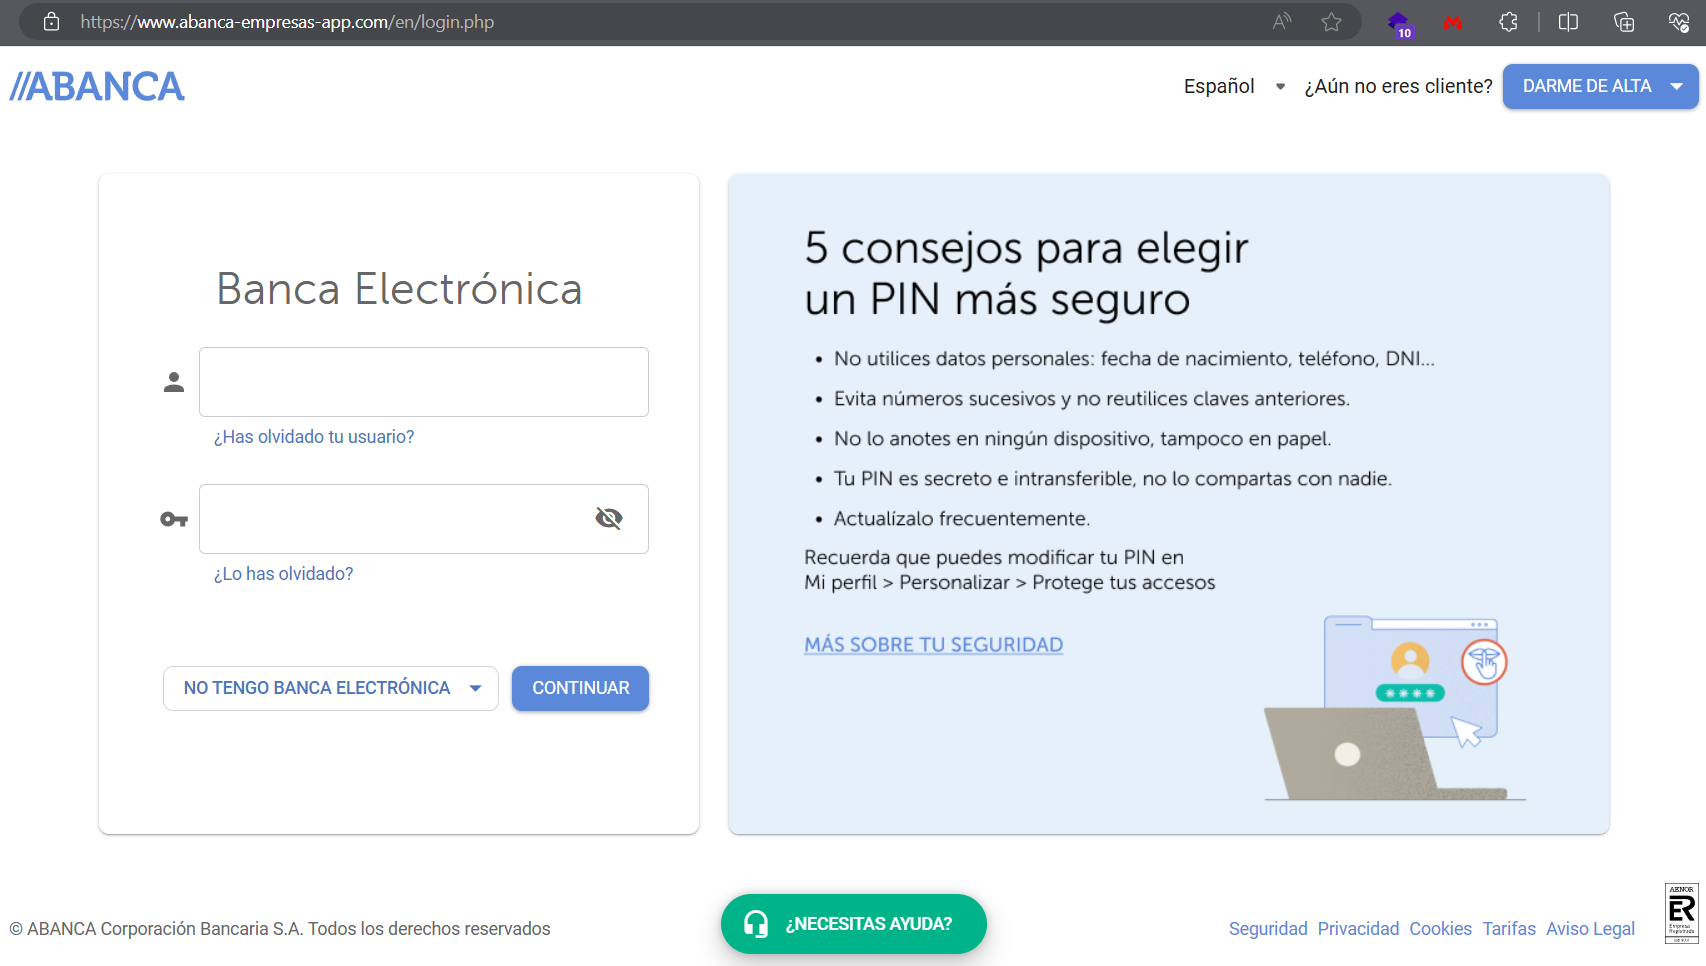 https://www.abanca-empresas-app.com/en/login.php
10
//ABANCA
Español
¿Aún no eres cliente?
DARME DE ALTA
Banca Electrónica
¿Has olvidado tu usuario?
¿Lo has olvidado?
NO TENGO BANCA ELECTRÓNICA
CONTINUAR
5 consejos para elegir
un PIN más seguro
• No utilices datos personales: fecha de nacimiento, teléfono, DNI...
• Evita números sucesivos y no reutilices claves anteriores.
• No lo anotes en ningún dispositivo, tampoco en papel.
• Tu PIN es secreto e intransferible, no lo compartas con nadie.
• Actualízalo frecuentemente.
Recuerda que puedes modificar tu PIN en
Mi perfil > Personalizar > Protege tus accesos
MÁS SOBRE TU SEGURIDAD
© ABANCA Corporación Bancaria S.A. Todos los derechos reservados
¿NECESITAS AYUDA?
Seguridad Privacidad Cookies Tarifas Aviso Legal
AENOR
ER
Empresa
Registrada